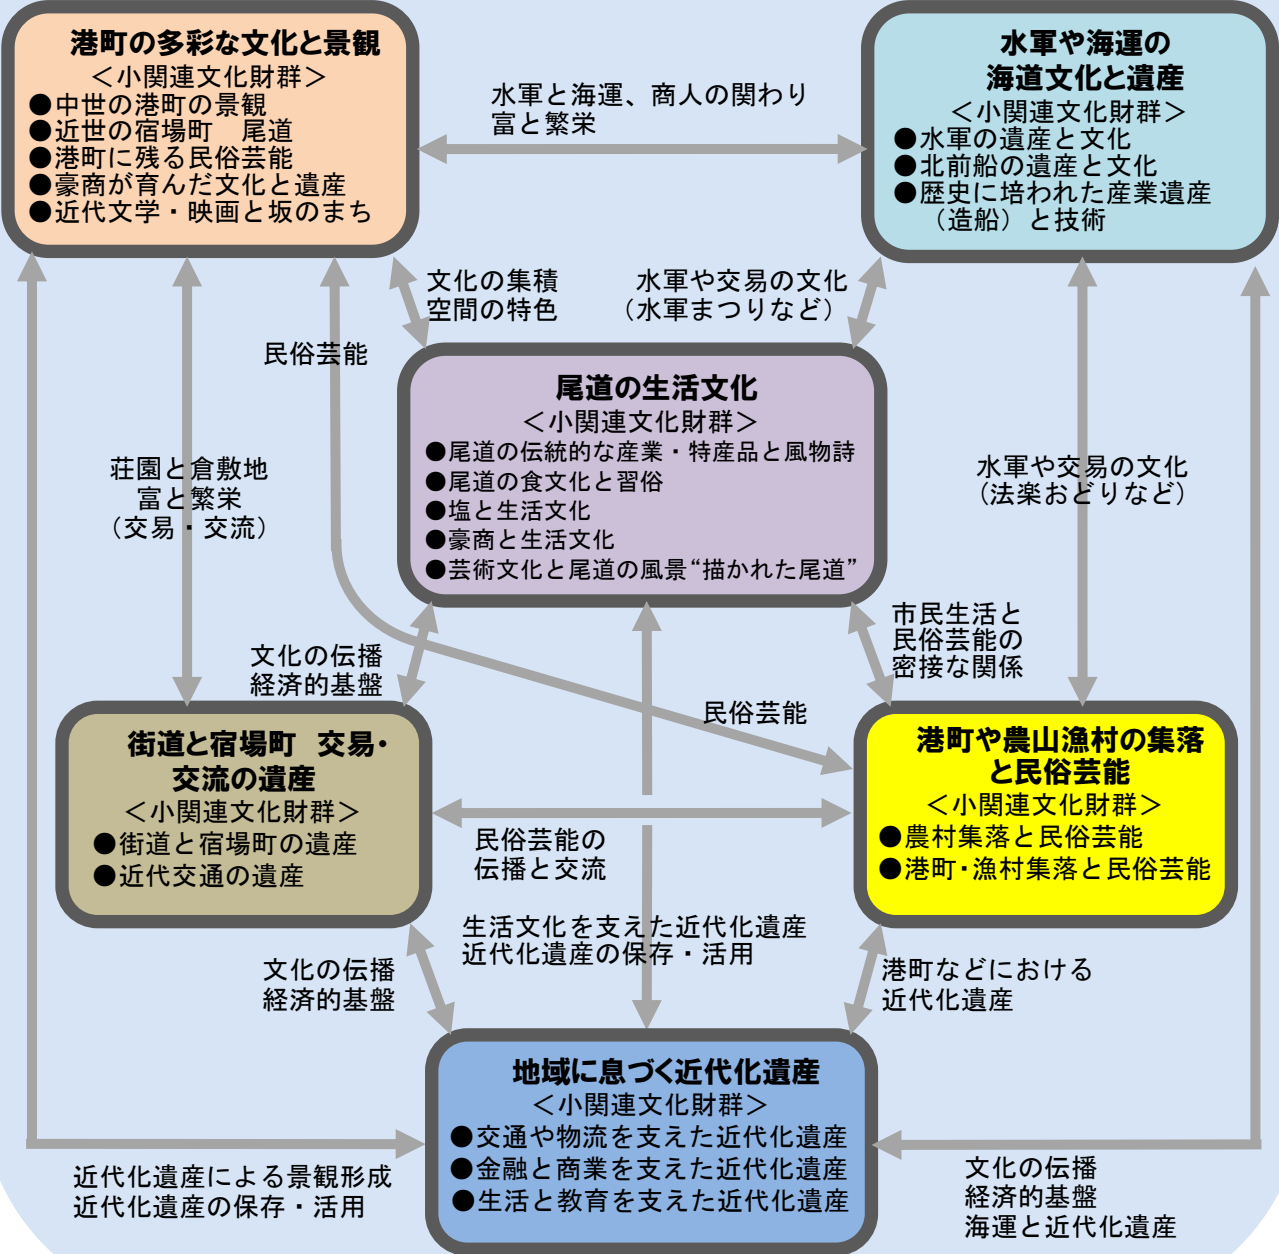 港町の多彩な文化と景観
＜小関連文化財群＞
●中世の港町の景観
●近世の宿場町　尾道
●港町に残る民俗芸能
●豪商が育んだ文化と遺産
●近代文学・映画と坂のまち
水軍と海運、商人の関わり
富と繁栄
水軍や海運の
海道文化と遺産
＜小関連文化財群＞
●水軍の遺産と文化
●北前船の遺産と文化
●歴史に培われた産業遺産
（造船）と技術
文化の集積
空間の特色
水軍や交易の文化
（水軍まつりなど）
民俗芸能
尾道の生活文化
＜小関連文化財群＞
●尾道の伝統的な産業・特産品と風物詩
●尾道の食文化と習俗
●塩と生活文化
●豪商と生活文化
●芸術文化と尾道の風景“描かれた尾道”
荘園と倉敷地
富と繁栄
（交易・交流）
水軍や交易の文化
（法楽おどりなど）
文化の伝播
経済的基盤
市民生活と
民俗芸能の
密接な関係
民俗芸能
街道と宿場町　交易・
交流の遺産
＜小関連文化財群＞
●街道と宿場町の遺産
●近代交通の遺産
民俗芸能の
伝播と交流
港町や農山漁村の集落
と民俗芸能
＜小関連文化財群＞
●農村集落と民俗芸能
●港町・漁村集落と民俗芸能
生活文化を支えた近代化遺産
近代化遺産の保存・活用
文化の伝播
経済的基盤
港町などにおける
近代化遺産
地域に息づく近代化遺産
＜小関連文化財群＞
●交通や物流を支えた近代化遺産
●金融と商業を支えた近代化遺産
●生活と教育を支えた近代化遺産
近代化遺産による景観形成
近代化遺産の保存・活用
文化の伝播
経済的基盤
海運と近代化遺産